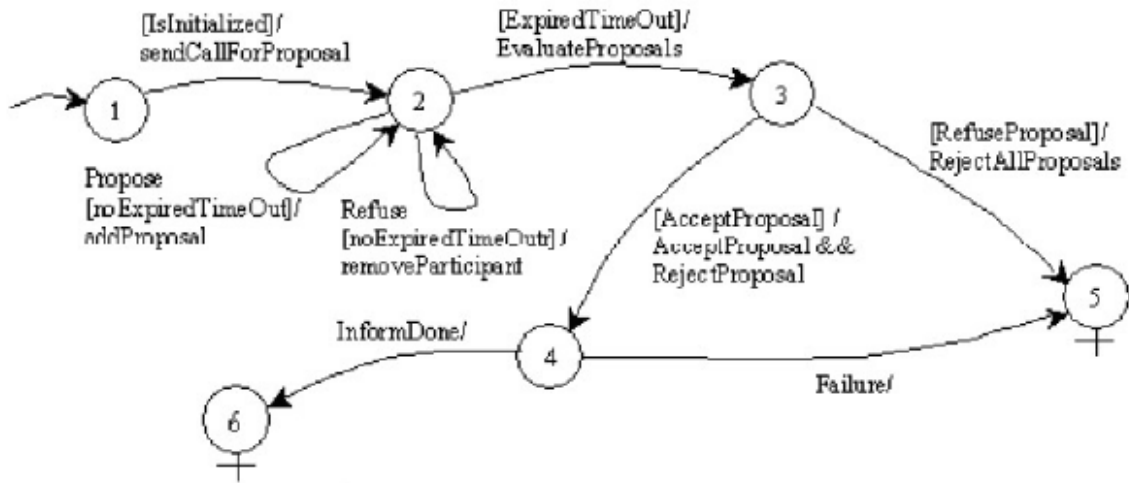 [IsInitialized]/
sendCallForProposal
[ExpiredTimeOut]/
EvaluateProposals
1
2
3
[RefuseProposal]/
RejectAllProposals
Propose
[noExpiredTimeOut]/
addProposal
Refuse
[noExpiredTimeOutr] /
removeParticipant
[AcceptProposal] /
AcceptProposal &&
RejectProposal
5
InformDone/
4
Failure/
6